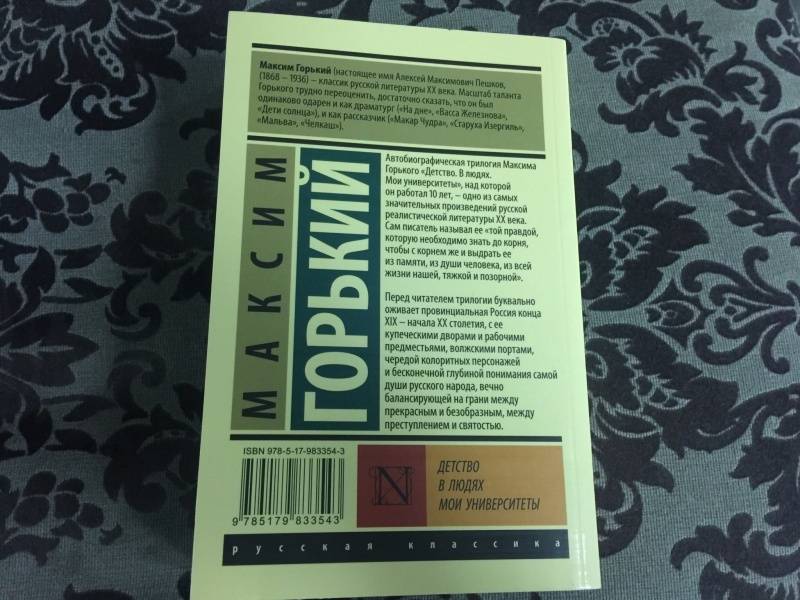 Максим Горький (настоящее имя Алексей Максимович Пешков,
(1868 – 1936) – классик русской литературы XX века. Масштаб таланта
Горького трудно переоценить, достаточно сказать, что он был
одинаково одарен и как драматург («На дне», «Васса Железнова»,
«Дети солнца»), и как рассказчик («Макар Чудра», «Старуха Изергиль»,
«Мальва», «Челкаш»).
МАКСИМ
ГОРЬКИЙ
Автобиографическая трилогия Максима
Горького «Детство. В людях.
Мои университеты», над которой
он работал 10 лет, – одно из самых
значительных произведений русской
реалистической литературы XX века.
Сам писатель называл ее «той правдой,
которую необходимо знать до корня,
чтобы с корнем же и выдрать ее
из памяти, из души человека, из всей
жизни нашей, тяжкой и позорной».
Перед читателем трилогии буквально
оживает провинциальная Россия конца
XIX – начала XX столетия, с ее
купеческими дворами и рабочими
предместьями, волжскими портами,
чередой колоритных персонажей
и бесконечной глубиной понимания самой
души русского народа, вечно
балансирующей на грани между
прекрасным и безобразным, между
преступлением и святостью.
ISBN 978-5-17-983354-3
9 785179 833543
N
ДЕТСТВО
В ЛЮДЯХ
МОИ УНИВЕРСИТЕТЫ
русская классика